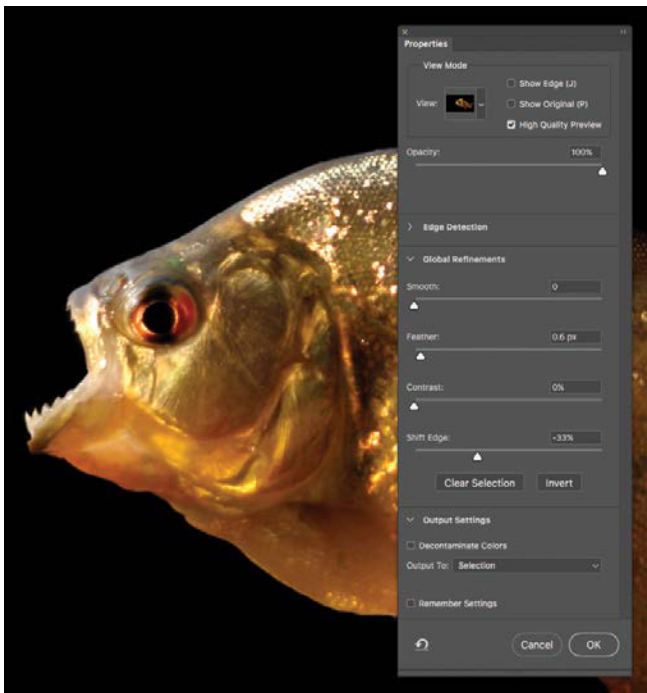 Properties
View Mode
View:
Show Edge (J)
Show Original (P)
High Quality Preview
Opacity: 100%
Edge Detection
Global Refinements
Smooth: 0
Feather: 0.6 px
Contrast: 0%
Shift Edge: -33%
Clear Selection Invert
Output Settings
Decontaminate Colors
Output To: Selection
Remember Settings
Cancel OK